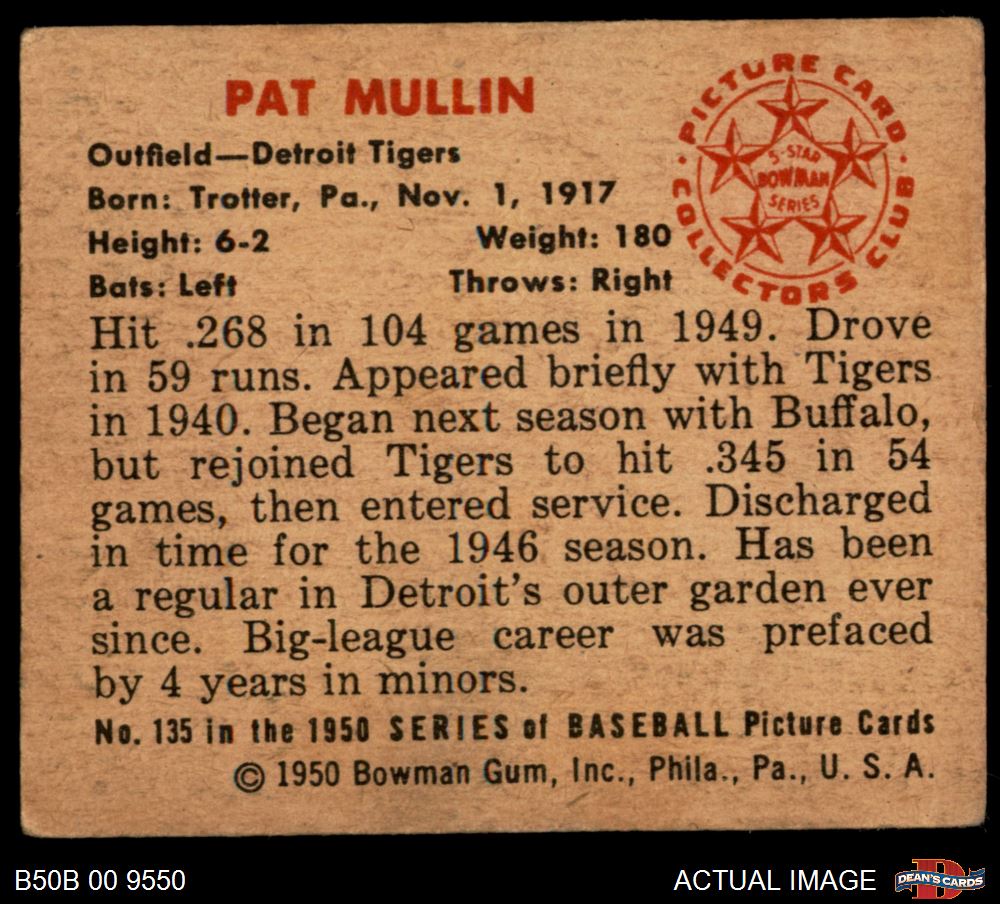 PAT MULLIN
Outfield—Detroit Tigers
Born: Trotter, Pa., Nov. 1, 1917
Height: 6-2 Weight: 180
Bats: Left Throws: Right
PICTURE CARD COLLECTORS CLUB
5-STAR
BOWMAN
SERIES
Hit .268 in 104 games in 1949. Drove
in 59 runs. Appeared briefly with Tigers
in 1940. Began next season with Buffalo,
but rejoined Tigers to hit .345 in 54
games, then entered service. Discharged
in time for the 1946 season. Has been
a regular in Detroit's outer garden ever
since. Big-league career was prefaced
by 4 years in minors.
No. 135 in the 1950 SERIES of BASEBALL Picture Cards
© 1950 Bowman Gum, Inc., Phila., Pa., U. S. A.
B50B 00 9550
ACTUAL IMAGE
DEAN'S CARDS